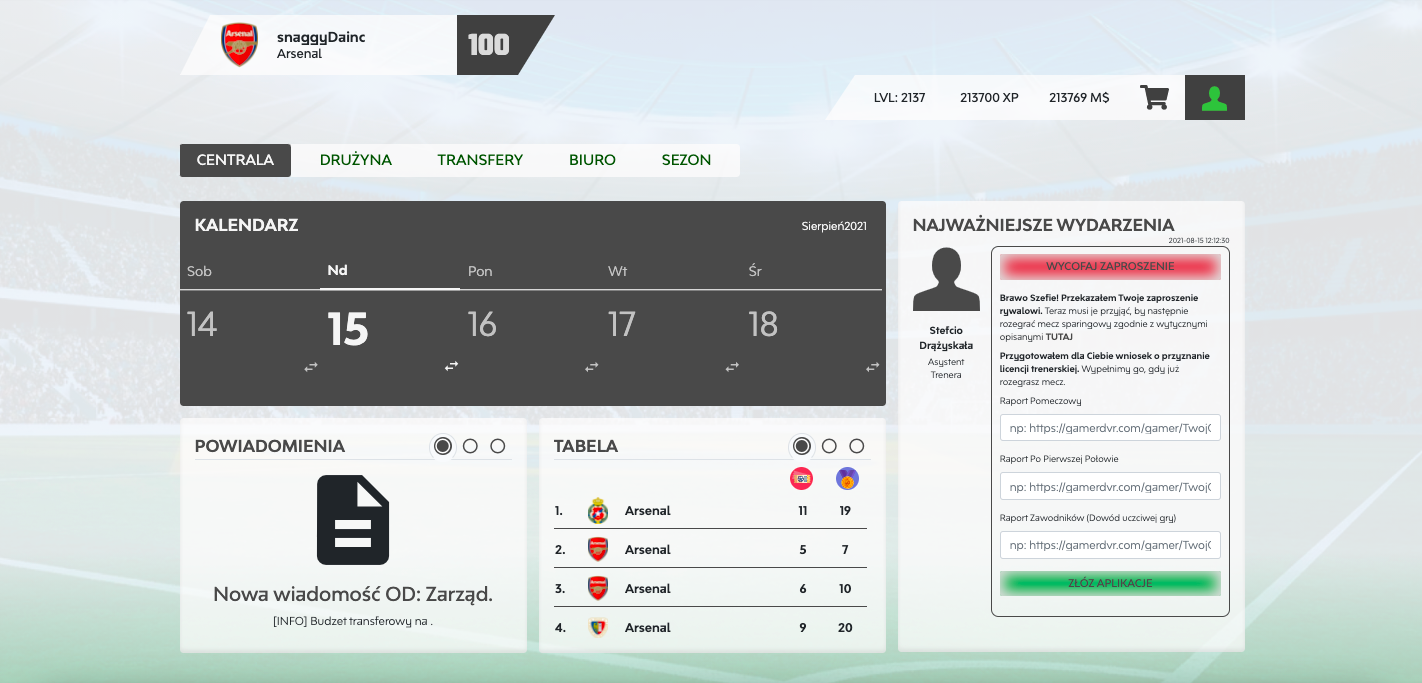 Arsenal
snaggyDainc
Arsenal
100
LVL: 2137
213700 XP
213769 M$
CENTRALA
DRUŻYNA
TRANSFERY
BIURO
SEZON
KALENDARZ
Sierpień2021
Sob
Nd
Pon
Wt
Śr
14
15
16
17
18
POWIADOMIENIA
Nowa wiadomość OD: Zarząd.
[INFO] Budzet transferowy na .
TABELA
1. Arsenal 11 19
2. Arsenal 5 7
3. Arsenal 6 10
4. Arsenal 9 20
NAJWAŻNIEJSZE WYDARZENIA
2021-08-15 12:12:30
Stefcio
Drążyskała
Asystent
Trenera
WYCOFAJ ZAPROSZENIE
Brawo Szefie! Przekazałem Twoje zaproszenie
rywalowi. Teraz musi je przyjąć, by następnie
rozegrać mecz sparingowy zgodnie z wytycznymi
opisanymi TUTAJ
Przygotowałem dla Ciebie wniosek o przyznanie
licencji trenerskiej. Wypełnimy go, gdy już
rozegrasz mecz.
Raport Pomeczowy
np: https://gamerdvr.com/gamer/TwojG
Raport Po Pierwszej Połowie
np: https://gamerdvr.com/gamer/TwojG
Raport Zawodników (Dowód uczciwej gry)
np: https://gamerdvr.com/gamer/TwojG
ZŁÓŻ APLIKACJE